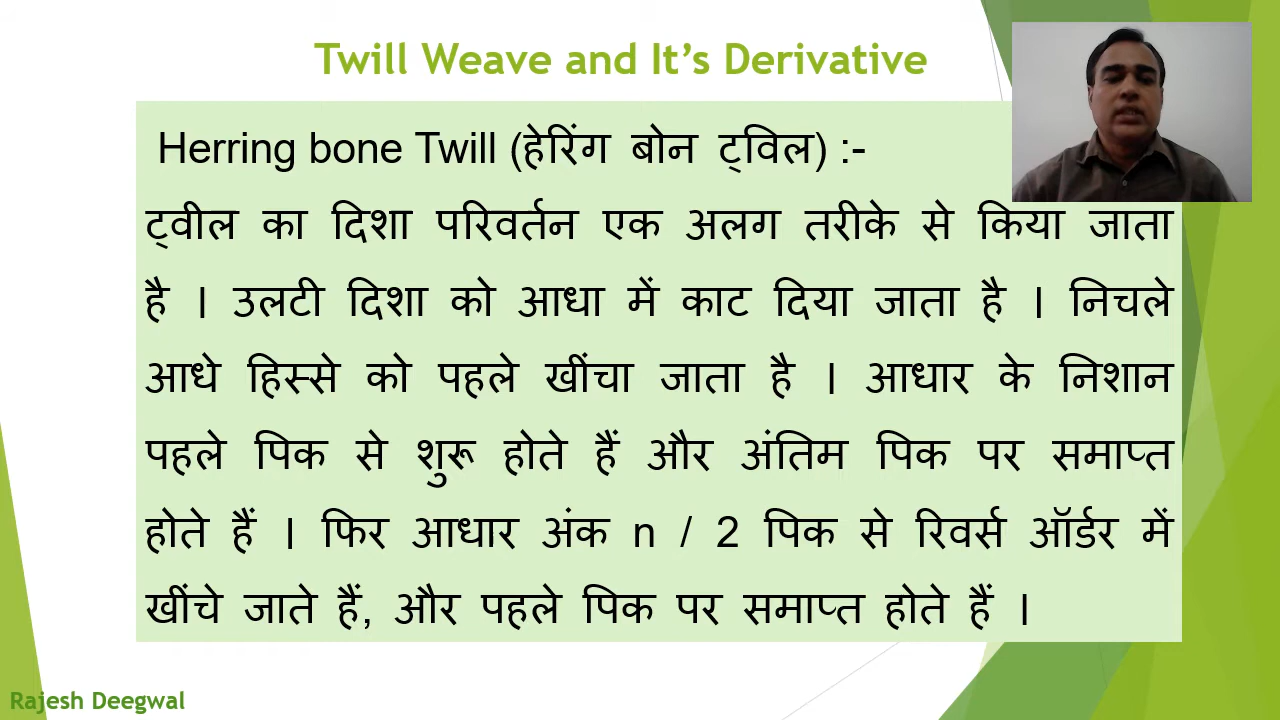 Twill Weave and It's Derivative
Herring bone Twill (हेरिंग बोन ट्विल) :-
ट्वील का दिशा परिवर्तन एक अलग तरीके से किया जाता
है । उलटी दिशा को आधा में काट दिया जाता है । निचले
आधे हिस्से को पहले खींचा जाता है । आधार के निशान
पहले पिक से शुरू होते हैं और अंतिम पिक पर समाप्त
होते हैं । फिर आधार अंक n / 2 पिक से रिवर्स ऑर्डर में
खींचे जाते हैं, और पहले पिक पर समाप्त होते हैं ।
Rajesh Deegwal